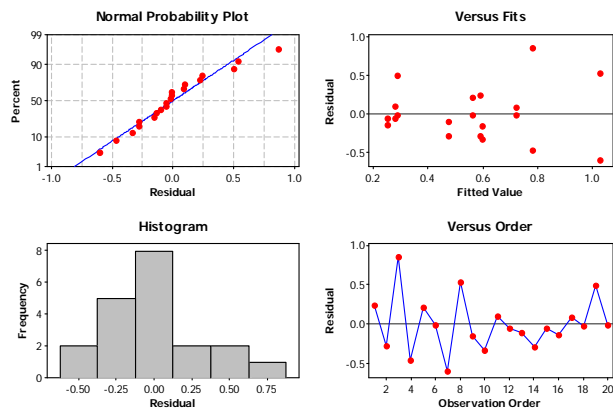 Normal Probability Plot
99
90
50
10
1
Percent
-1.0 -0.5 0.0 0.5 1.0
Residual
Versus Fits
1.0
0.5
0.0
-0.5
Residual
0.2 0.4 0.6 0.8 1.0
Fitted Value
Histogram
8
6
4
2
0
Frequency
-0.50 -0.25 0.00 0.25 0.50 0.75
Residual
Versus Order
1.0
0.5
0.0
-0.5
Residual
2 4 6 8 10 12 14 16 18 20
Observation Order